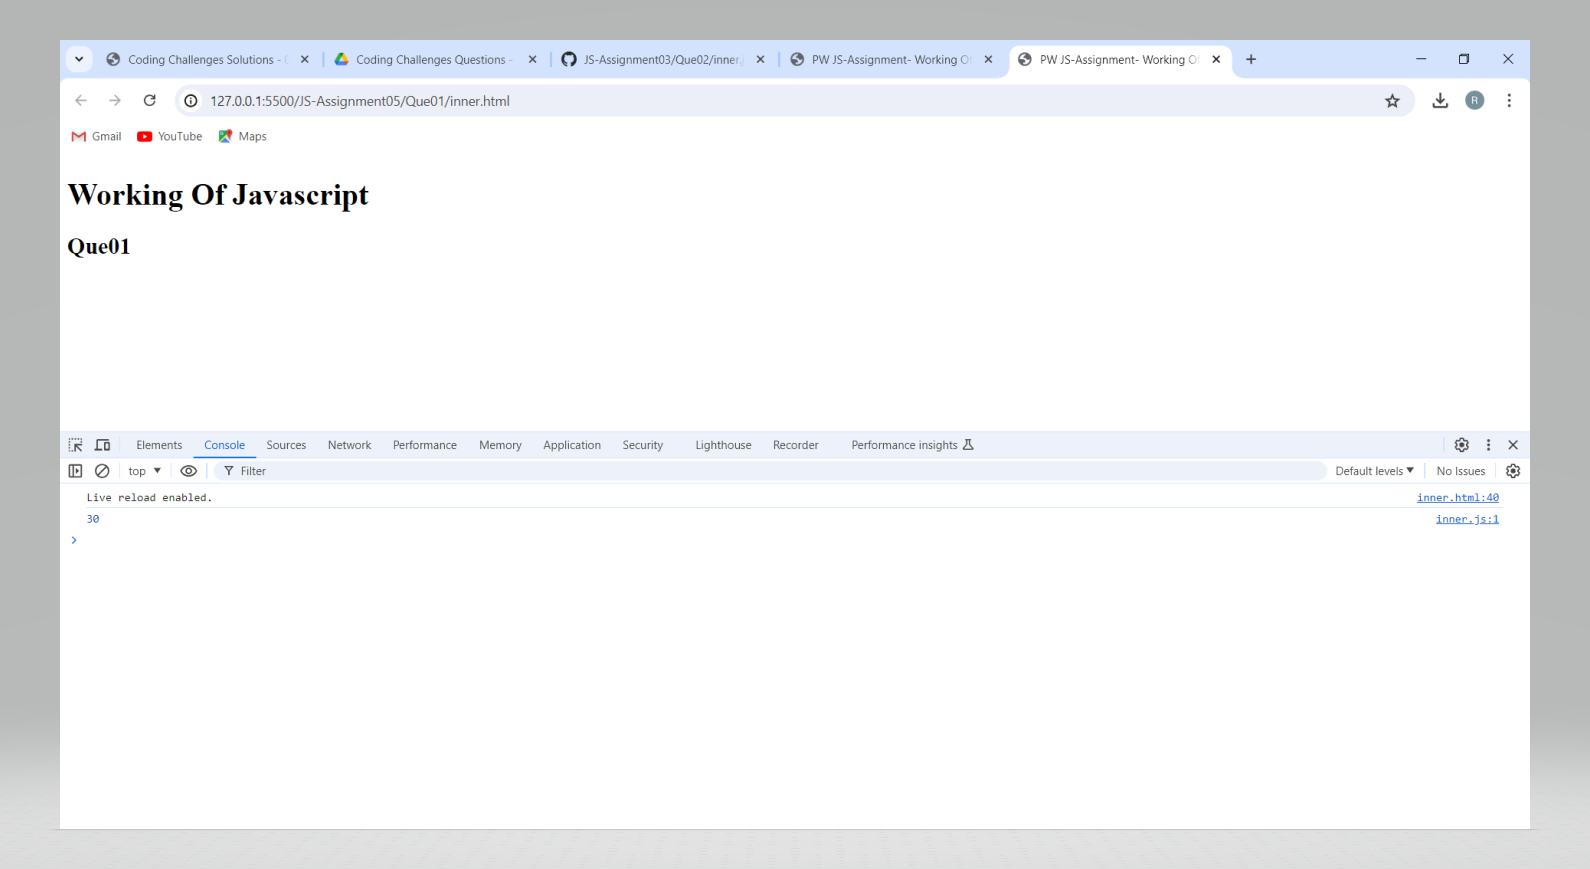 Coding Challenges Solutions - Coding Challenges Questions - JS-Assignment03/Que02/inner. PW JS-Assignment- Working O PW JS-Assignment- Working Of
127.0.0.1:5500/JS-Assignment05/Que01/inner.html R
Gmail YouTube Maps
Working Of Javascript
Que01
Elements Console Sources Network Performance Memory Application Security Lighthouse Recorder Performance insights
top Filter Default levels No Issues
Live reload enabled. inner.html:40
30 inner.js:1
>